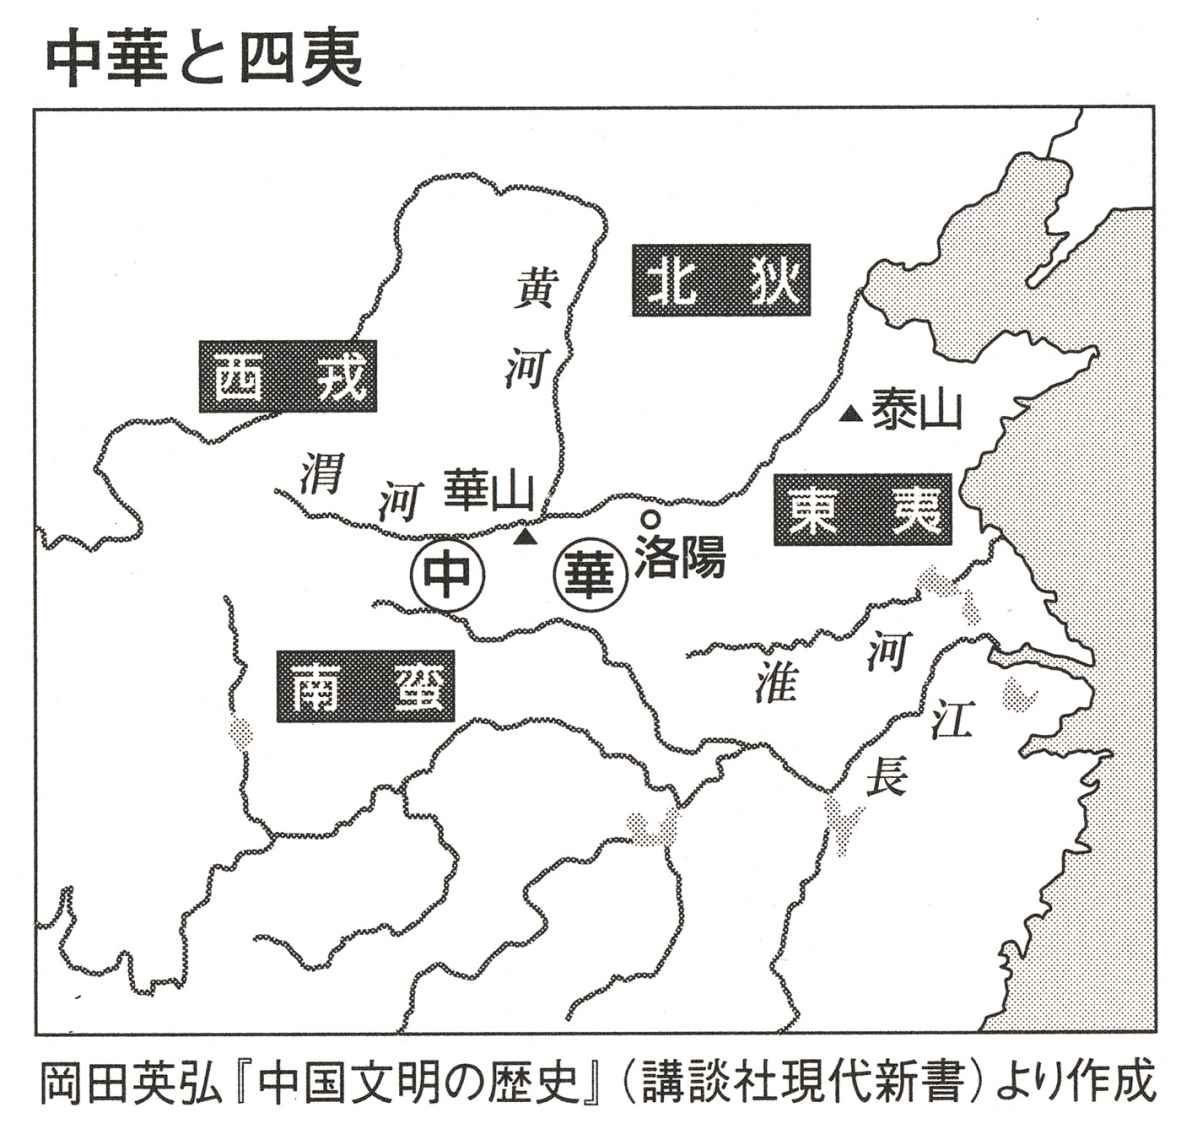 中華と四夷
北狄
黄河
西戎
泰山
渭河
華山
東夷
洛陽
中華
南蛮
淮河
長江
岡田英弘『中国文明の歴史』(講談社現代新書)より作成